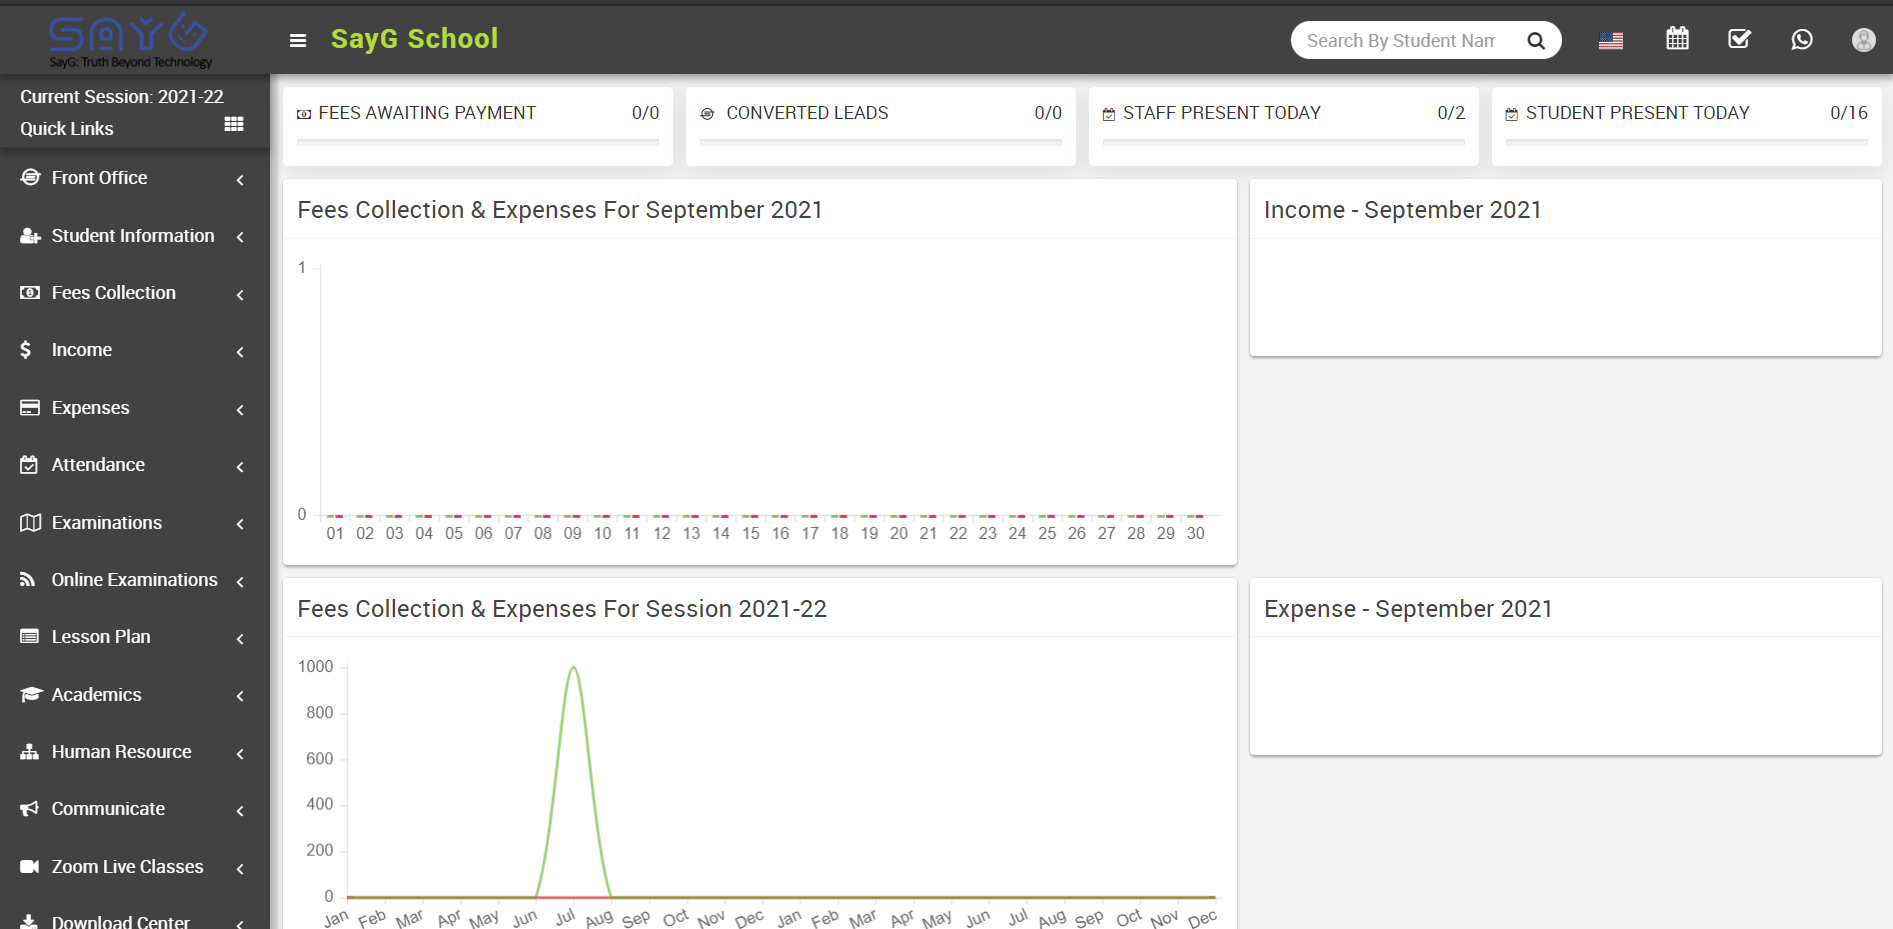 SAYG
SayG: Truth Beyond Technology
SayG School
Search By Student Nam
Current Session: 2021-22
Quick Links
Front Office
Student Information
Fees Collection
Income
Expenses
Attendance
Examinations
Online Examinations
Lesson Plan
Academics
Human Resource
Communicate
Zoom Live Classes
Download Center
FEES AWAITING PAYMENT 0/0
CONVERTED LEADS 0/0
STAFF PRESENT TODAY 0/2
STUDENT PRESENT TODAY 0/16
Fees Collection & Expenses For September 2021
1
0
01 02 03 04 05 06 07 08 09 10 11 12 13 14 15 16 17 18 19 20 21 22 23 24 25 26 27 28 29 30
Income - September 2021
Fees Collection & Expenses For Session 2021-22
1000
800
600
400
200
0
Jan Feb Mar Apr May Jun Jul Aug Sep Oct Nov Dec Jan Feb Mar Apr May Jun Jul Aug Sep Oct Nov Dec
Expense - September 2021